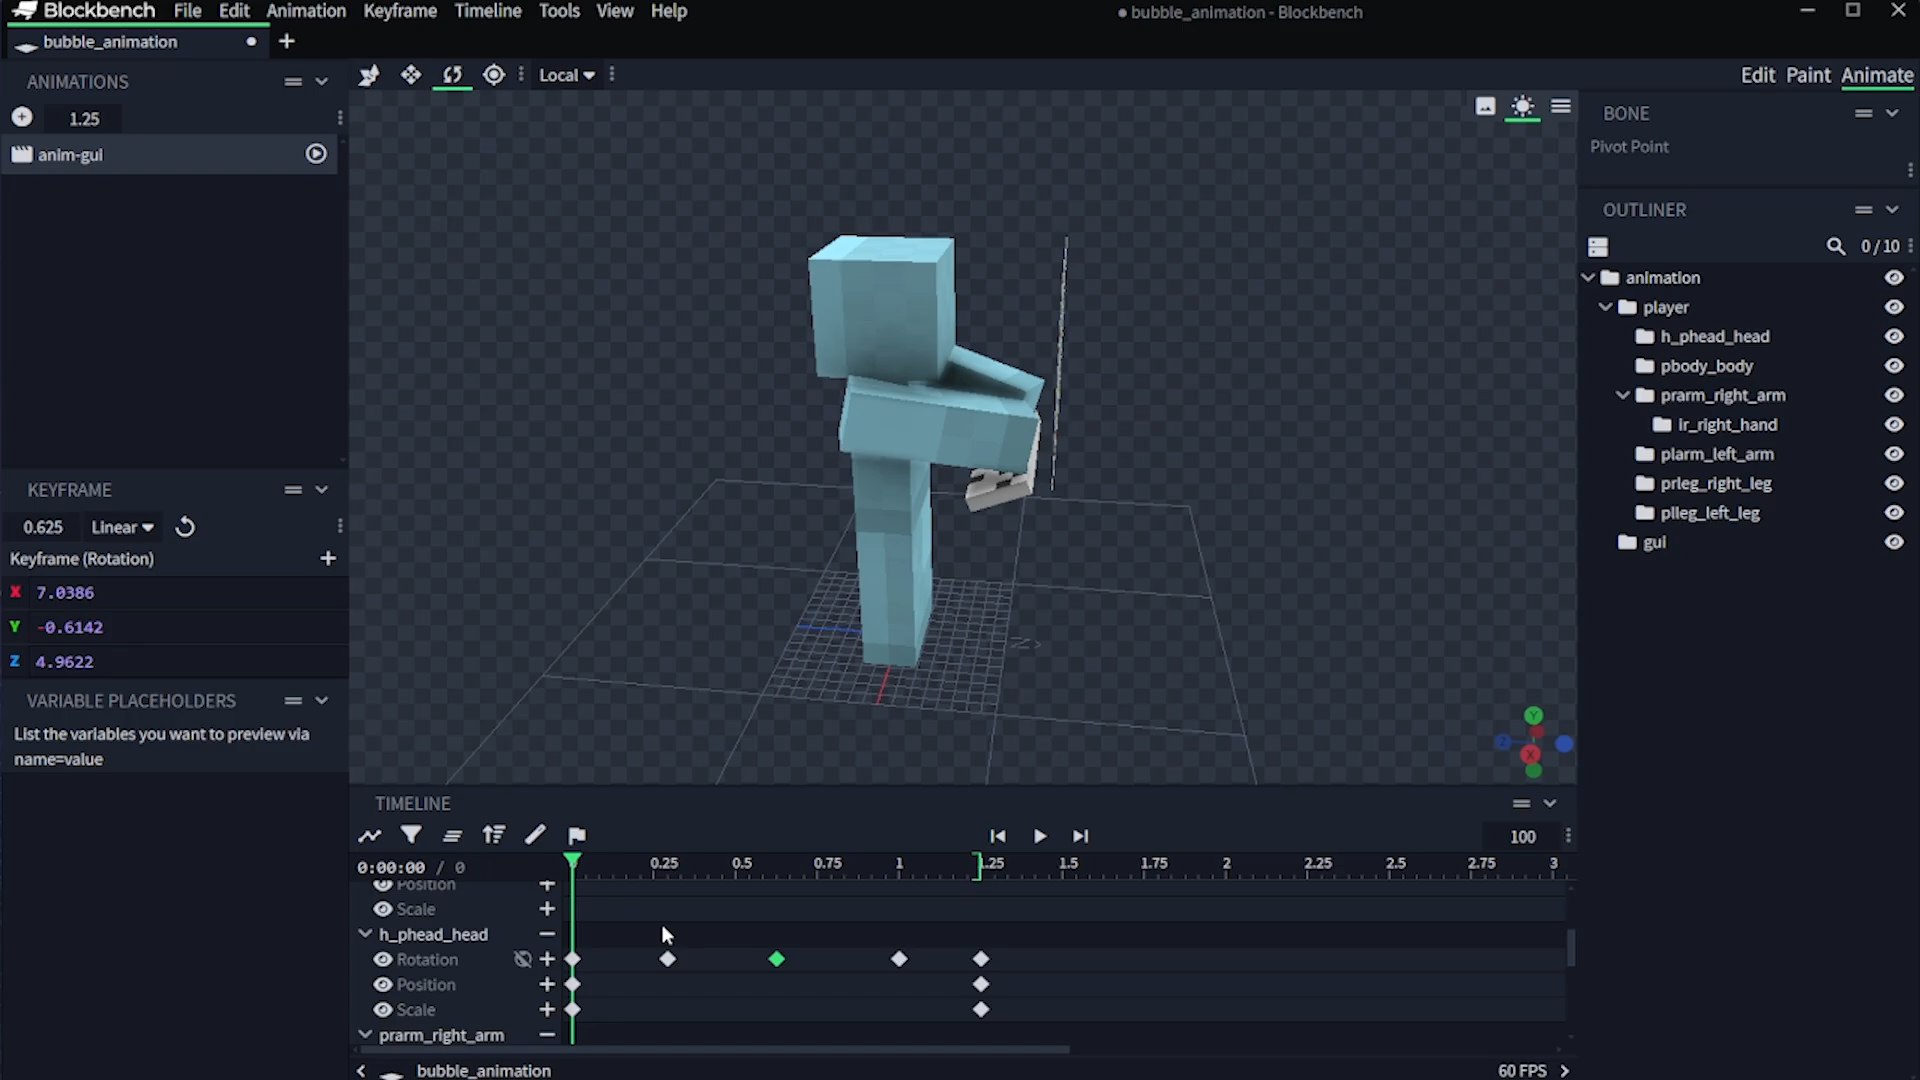 Blockbench File Edit Animation Keyframe Timeline Tools View Help
bubble_animation - Blockbench
bubble_animation
ANIMATIONS
1.25
anim-gui
Local
Edit Paint Animate
BONE
Pivot Point
OUTLINER
0/10
animation
player
h_phead_head
pbody_body
prarm_right_arm
ir_right_hand
plarm_left_arm
prleg_right_leg
plleg_left_leg
gui
KEYFRAME
0.625 Linear
Keyframe (Rotation)
X 7.0386
Y -0.6142
Z 4.9622
VARIABLE PLACEHOLDERS
List the variables you want to preview via
name=value
Y
Z
X
TIMELINE
100
0:00:00 / 0
0.25 0.5 0.75 1 1.25 1.5 1.75 2 2.25 2.5 2.75 3
Position
Scale
h_phead_head
Rotation
Position
Scale
prarm_right_arm
bubble_animation
60 FPS